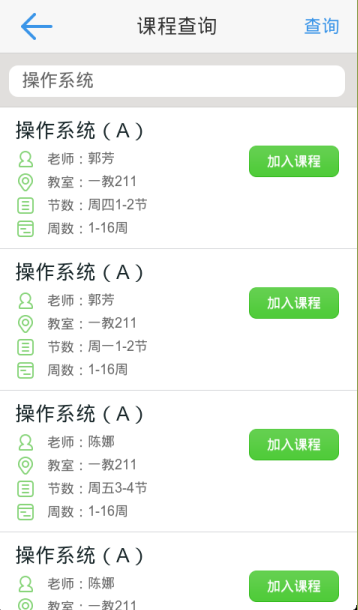 课程查询
查询
操作系统
操作系统（A）
老师：郭芳
教室：一教211
节数：周四1-2节
周数：1-16周
加入课程
操作系统（A）
老师：郭芳
教室：一教211
节数：周一1-2节
周数：1-16周
加入课程
操作系统（A）
老师：陈娜
教室：一教211
节数：周五3-4节
周数：1-16周
加入课程
操作系统（A）
老师：陈娜
教室：一教211
加入课程